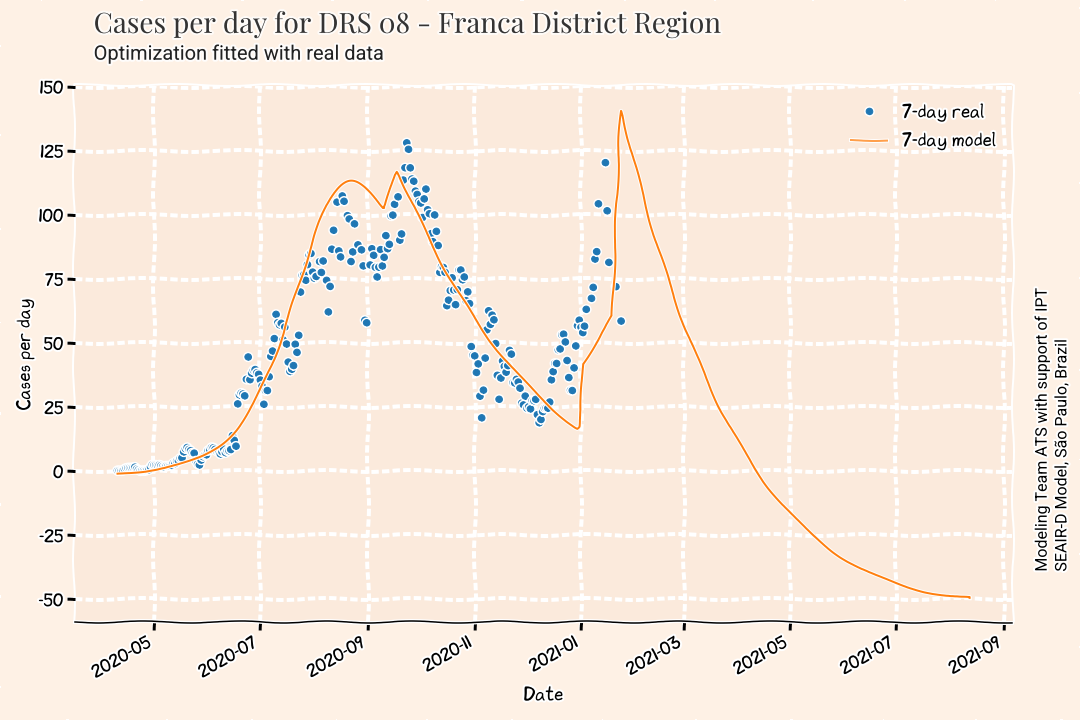 Cases per day for DRS 08 - Franca District Region
Optimization fitted with real data
150
125
100
75
50
25
0
-25
-50
Cases per day
7-day real
7-day model
2020-05
2020-07
2020-09
2020-11
2021-01
2021-03
2021-05
2021-07
2021-09
Date
Modeling Team ATS with support of IPT
SEAIR-D Model, São Paulo, Brazil